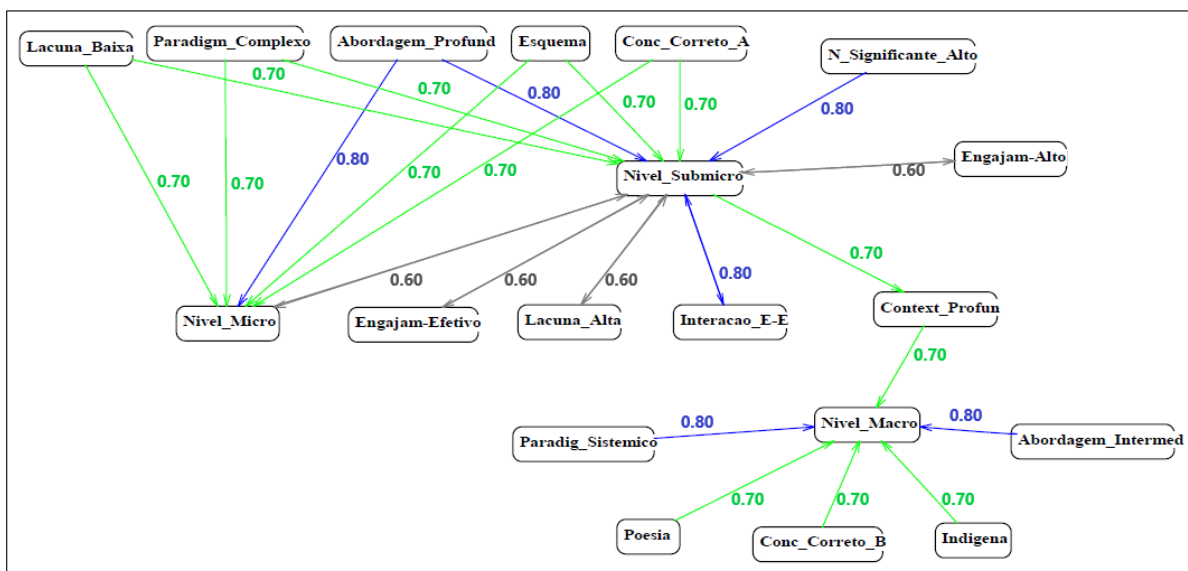 Lacuna_Baixa
Paradigm_Complexo
Abordagem_Profund
Esquema
Conc_Correto_A
N_Significante_Alto
0.70
0.80
0.70
0.70
0.80
0.70
0.70
0.80
0.70
0.70
Nivel_Submicro
0.60
Engajam-Alto
0.60
0.60
0.60
0.80
0.70
Nivel_Micro
Engajam-Efetivo
Lacuna_Alta
Interacao_E-E
Context_Profun
0.70
Paradig_Sistemico
0.80
Nivel_Macro
0.80
Abordagem_Intermed
0.70
0.70
0.70
Poesia
Conc_Correto_B
Indigena